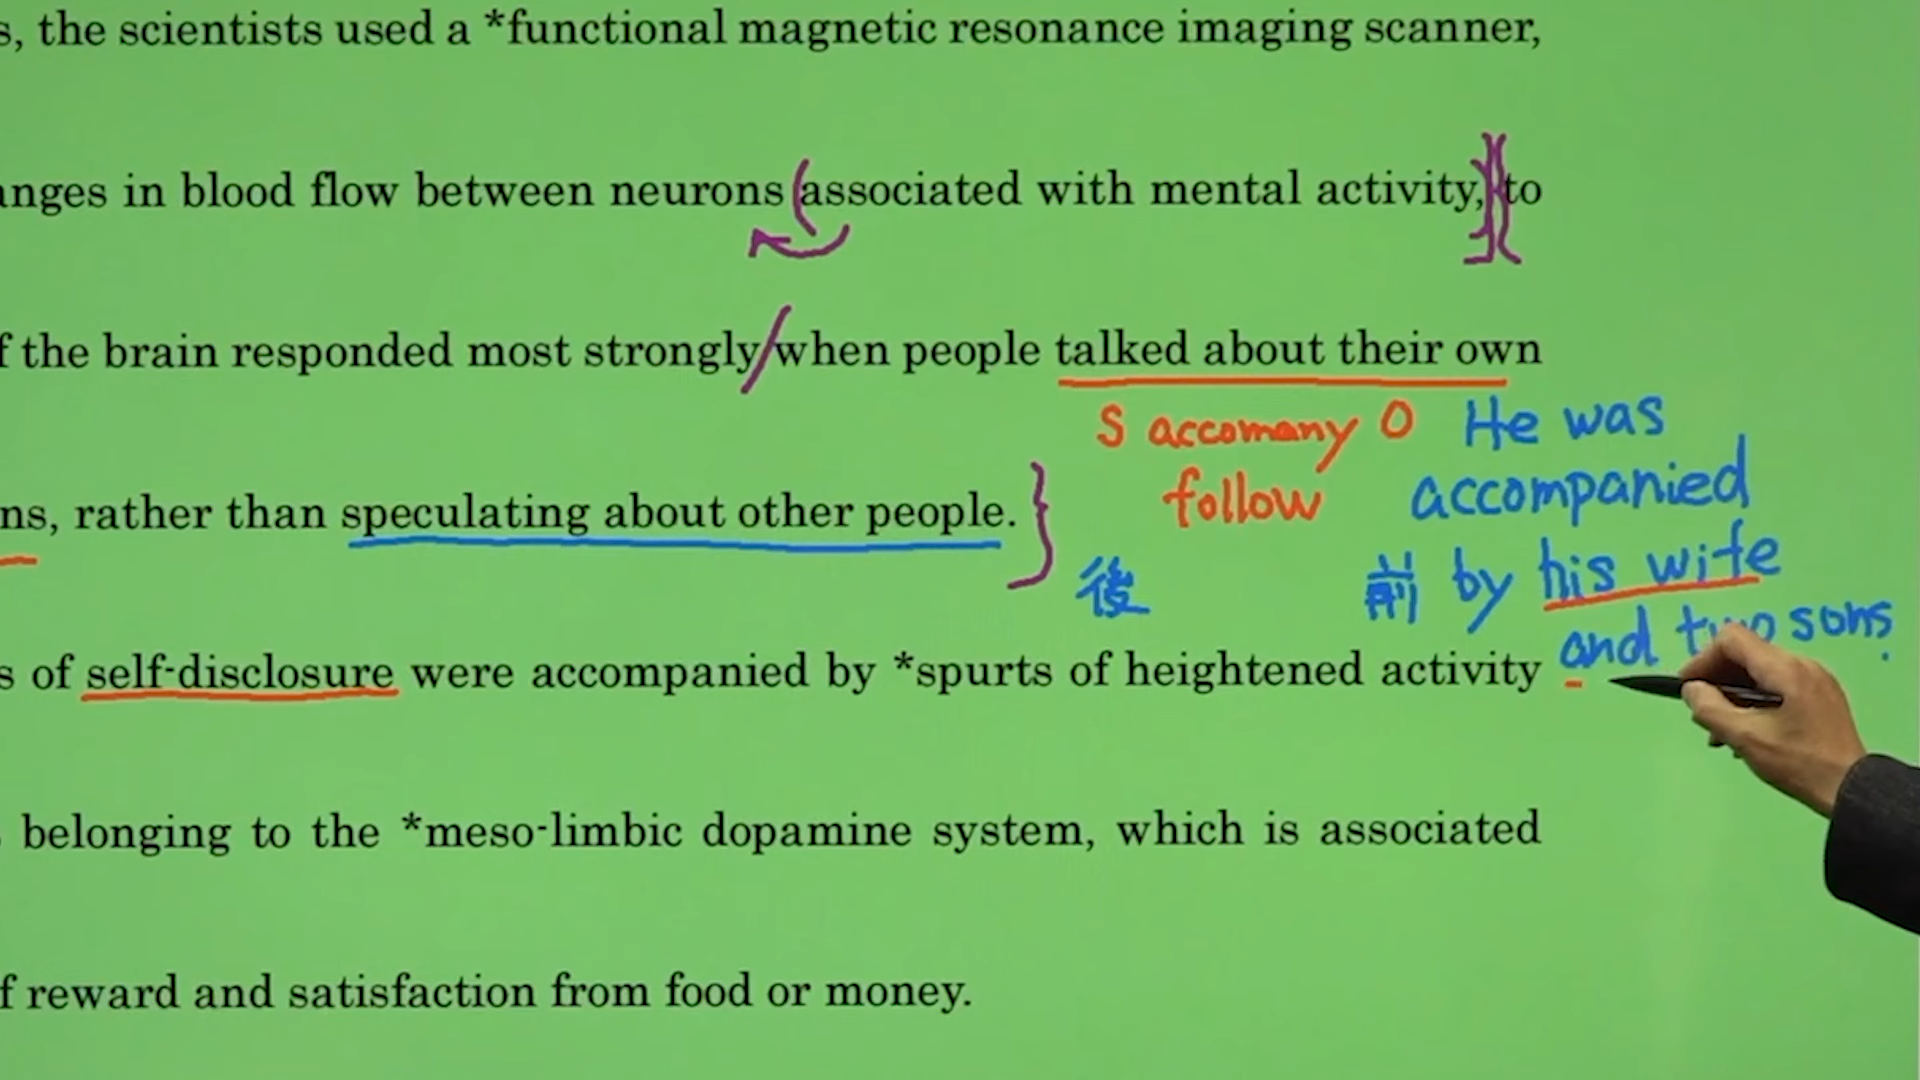 s, the scientists used a *functional magnetic resonance imaging scanner,
anges in blood flow between neurons associated with mental activity, to
f the brain responded most strongly when people talked about their own
S accomany O
follow
He was
accompanied
前 by his wife
and two sons.
ns, rather than speculating about other people.
後
s of self-disclosure were accompanied by *spurts of heightened activity
belonging to the *meso-limbic dopamine system, which is associated
f reward and satisfaction from food or money.